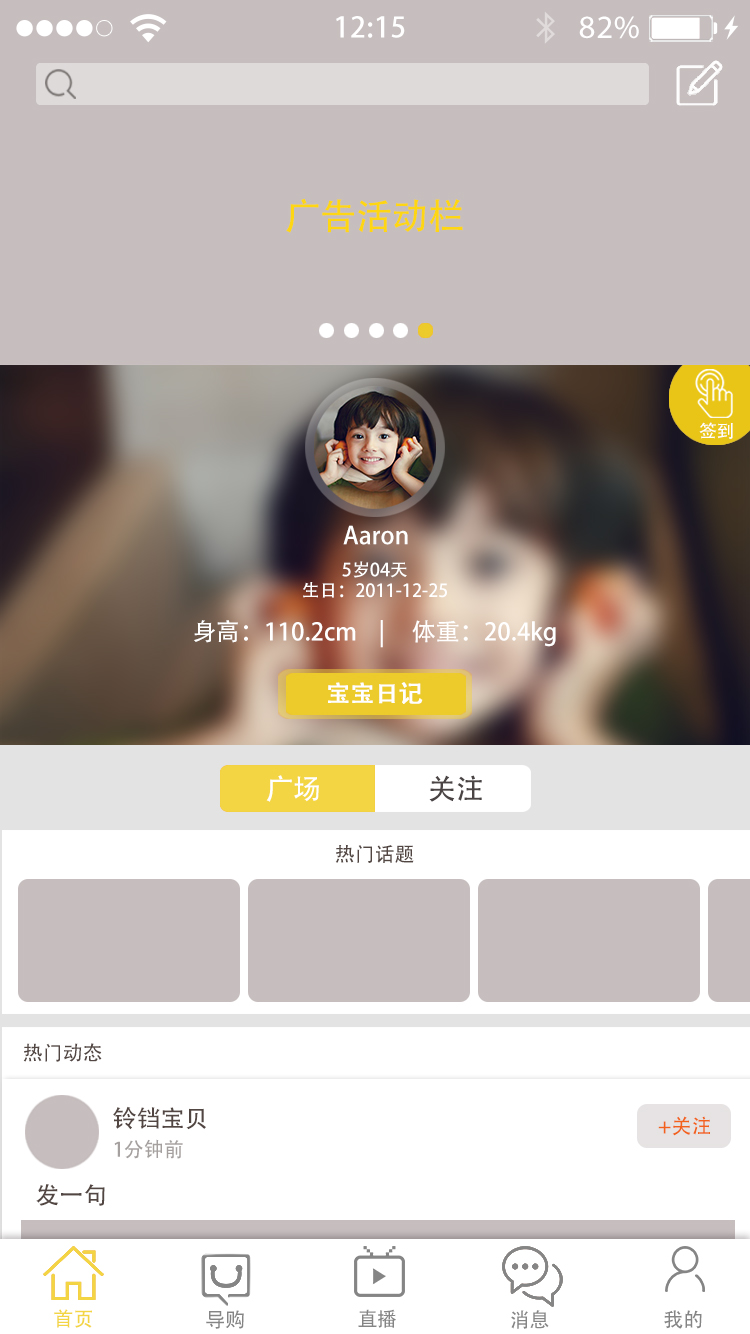 12:15
82%
广告活动栏
签到
Aaron
5岁04天
生日：2011-12-25
身高：110.2cm | 体重：20.4kg
宝宝日记
广场 关注
热门话题
热门动态
铃铛宝贝
1分钟前
+关注
发一句
首页 导购 直播 消息 我的